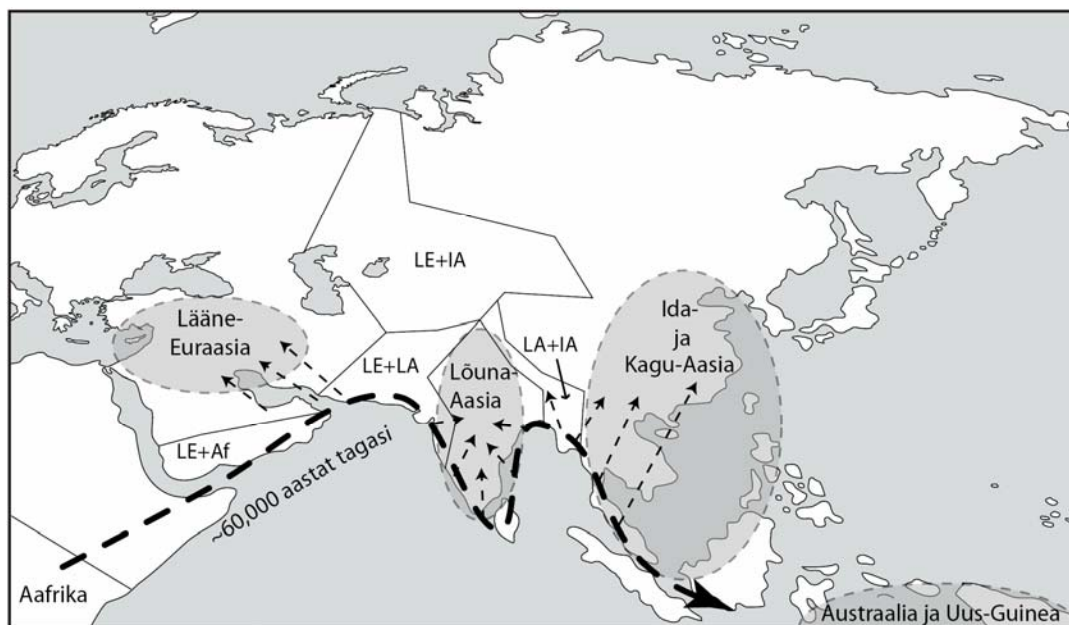 LE+IA
Lääne-
Euraasia
LE+LA
Lõuna-
Aasia
LA+IA
Ida-
ja
Kagu-Aasia
LE+Af
~60,000 aastat tagasi
Aafrika
Austraalia ja Uus-Guinea